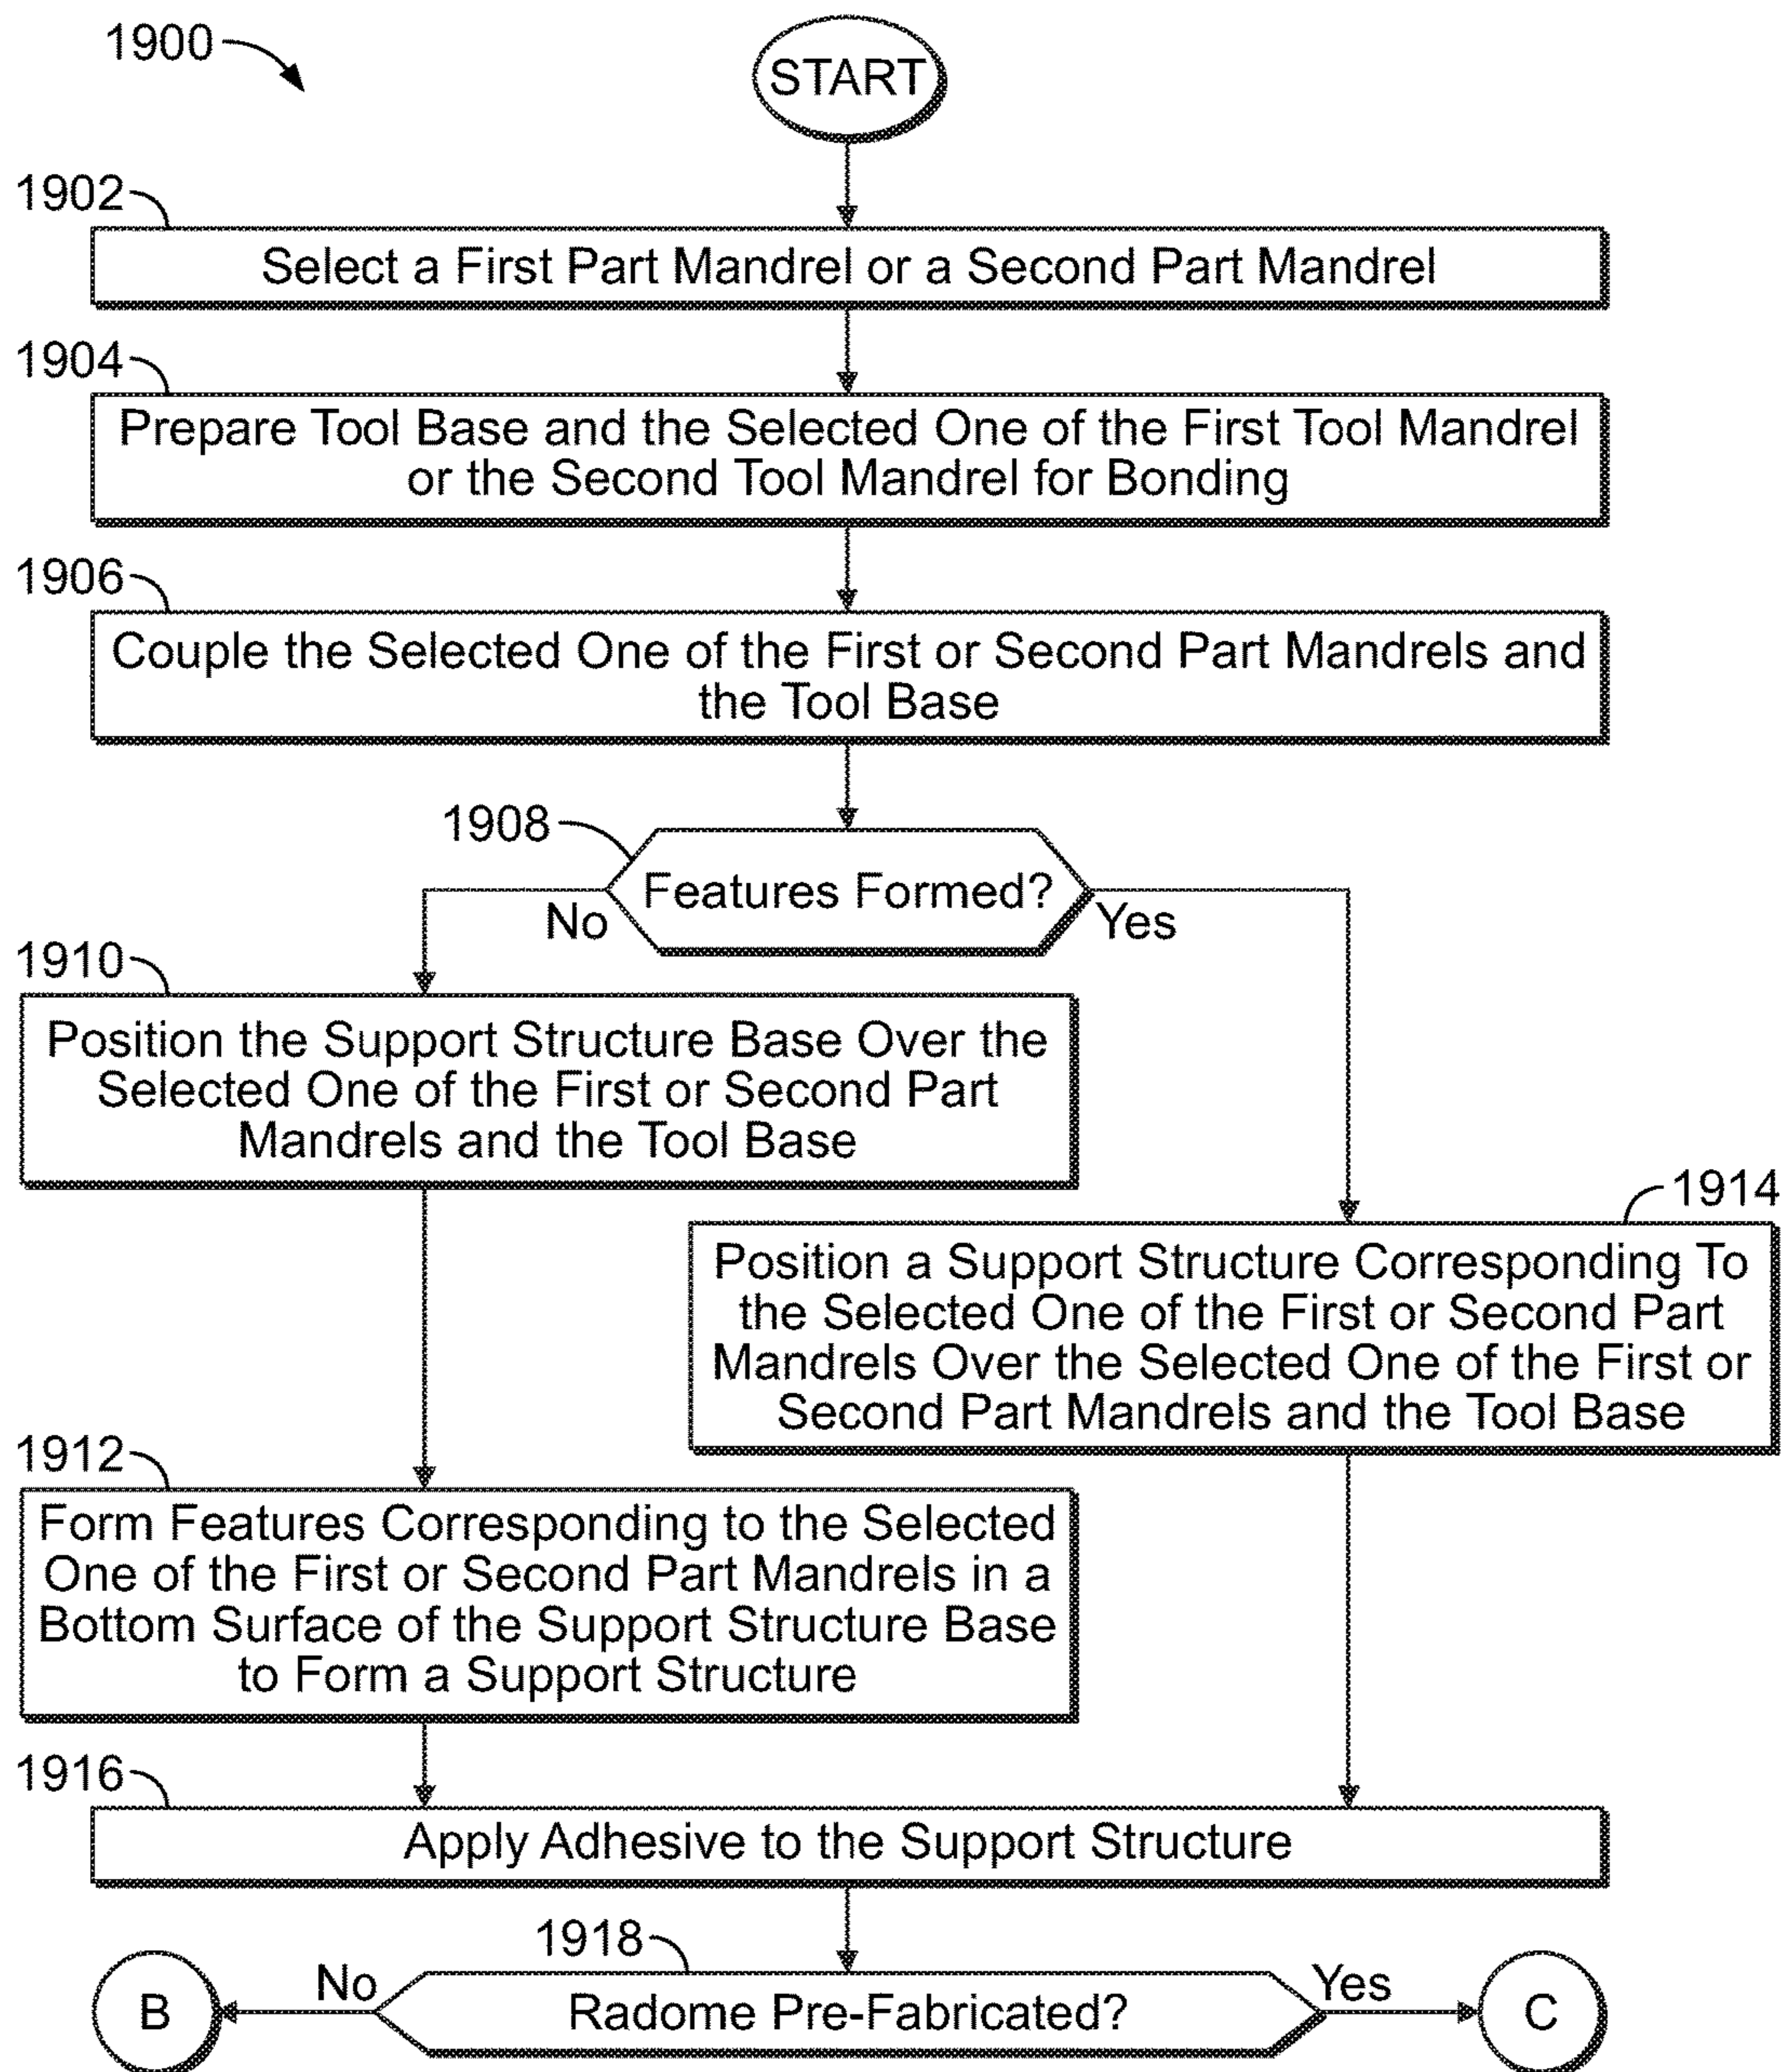 1900
START
1902
Select a First Part Mandrel or a Second Part Mandrel
1904
Prepare Tool Base and the Selected One of the First Tool Mandrel
or the Second Tool Mandrel for Bonding
1906
Couple the Selected One of the First or Second Part Mandrels and
the Tool Base
1908
Features Formed?
No
Yes
1910
Position the Support Structure Base Over the
Selected One of the First or Second Part
Mandrels and the Tool Base
1914
Position a Support Structure Corresponding To
the Selected One of the First or Second Part
Mandrels Over the Selected One of the First or
Second Part Mandrels and the Tool Base
1912
Form Features Corresponding to the Selected
One of the First or Second Part Mandrels in a
Bottom Surface of the Support Structure Base
to Form a Support Structure
1916
Apply Adhesive to the Support Structure
1918
No
Yes
B
Radome Pre-Fabricated?
C